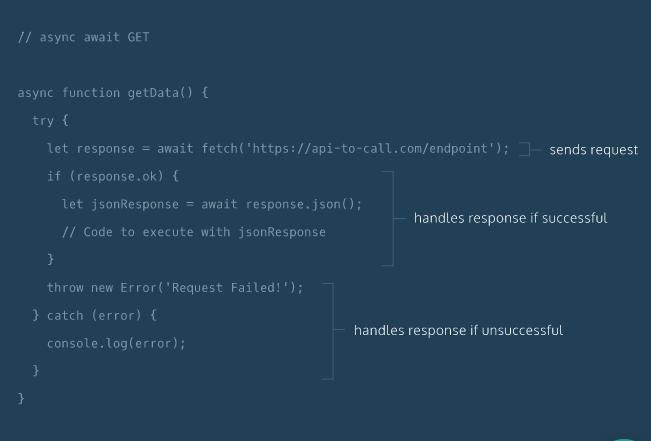 // async await GET
async function getData() {
try {
let response = await fetch('https://api-to-call.com/endpoint');
sends request
if (response.ok) {
let jsonResponse = await response.json();
handles response if successful
// Code to execute with jsonResponse
}
throw new Error('Request Failed!');
} catch (error) {
handles response if unsuccessful
console.log(error);
}
}